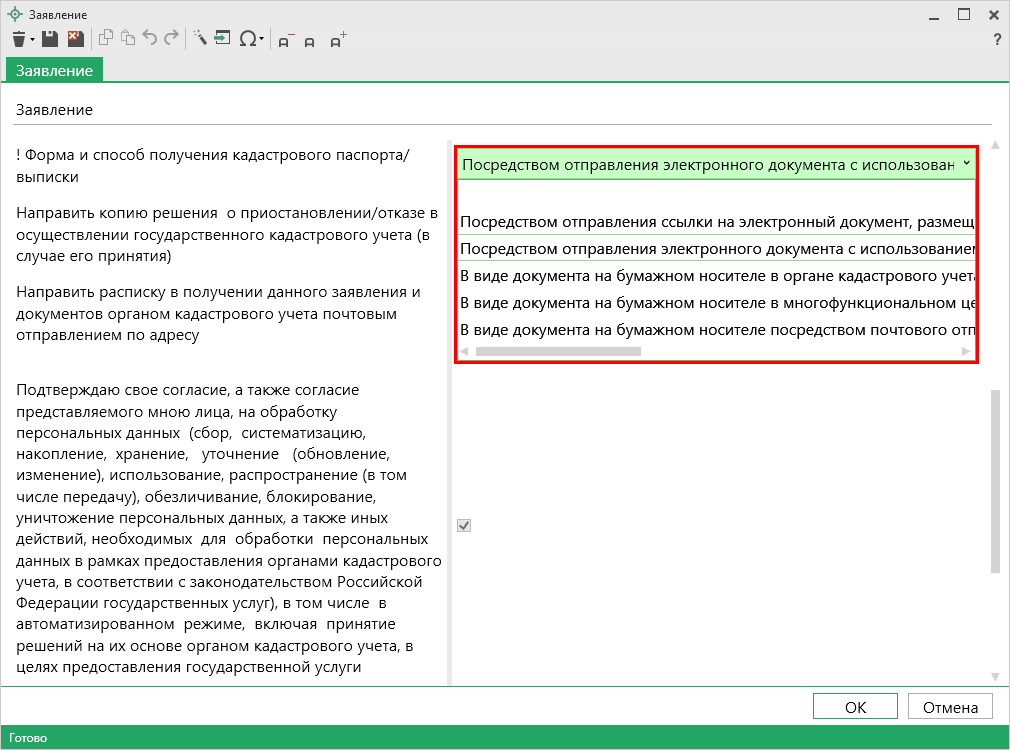 Заявление
?
Заявление
Заявление
! Форма и способ получения кадастрового паспорта/
выписки
Посредством отправления электронного документа с использован
Посредством отправления ссылки на электронный документ, размещ
Посредством отправления электронного документа с использованием
В виде документа на бумажном носителе в органе кадастрового учета
В виде документа на бумажном носителе в многофункциональном це
В виде документа на бумажном носителе посредством почтового отп
Направить копию решения о приостановлении/отказе в
осуществлении государственного кадастрового учета (в
случае его принятия)
Направить расписку в получении данного заявления и
документов органом кадастрового учета почтовым
отправлением по адресу
Подтверждаю свое согласие, а также согласие
представляемого мною лица, на обработку
персональных данных (сбор, систематизацию,
накопление, хранение, уточнение (обновление,
изменение), использование, распространение (в том
числе передачу), обезличивание, блокирование,
уничтожение персональных данных, а также иных
действий, необходимых для обработки персональных
данных в рамках предоставления органами кадастрового
учета, в соответствии с законодательством Российской
Федерации государственных услуг), в том числе в
автоматизированном режиме, включая принятие
решений на их основе органом кадастрового учета, в
целях предоставления государственной услуги
OK
Отмена
Готово